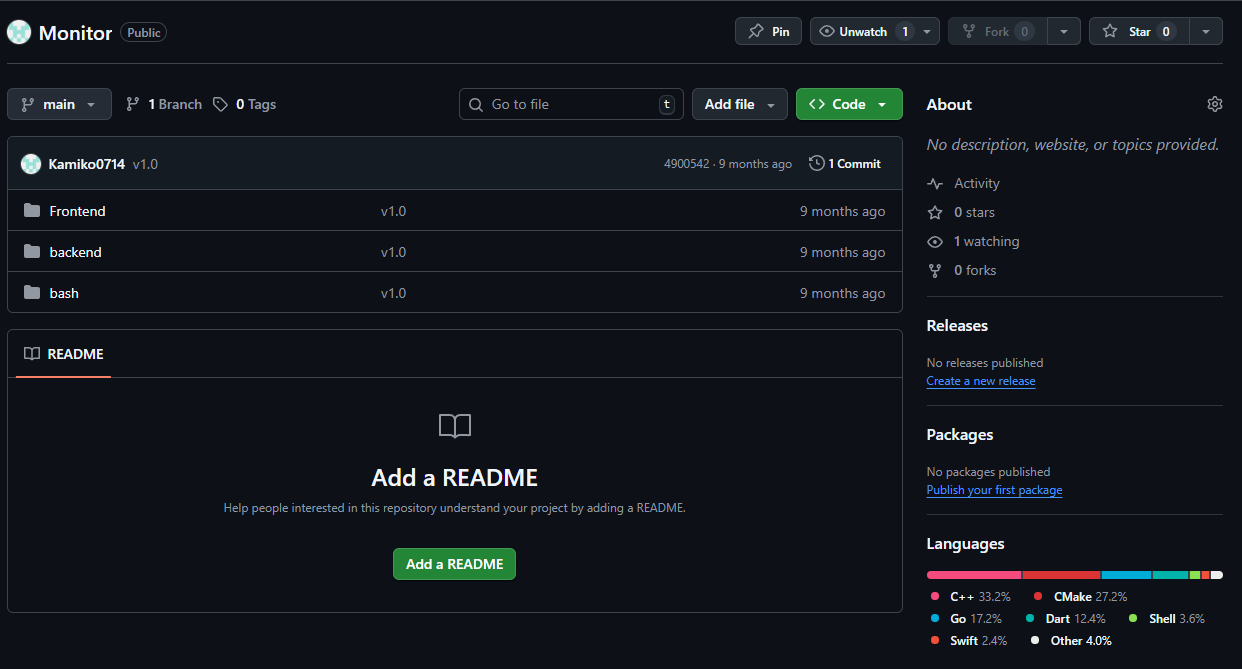 Monitor Public Pin Unwatch 1 Fork 0 Star 0
main 1 Branch 0 Tags Go to file t Add file Code
Kamiko0714 v1.0 4900542 · 9 months ago 1 Commit
Frontend v1.0 9 months ago
backend v1.0 9 months ago
bash v1.0 9 months ago
README
Add a README
Help people interested in this repository understand your project by adding a README.
Add a README
About
No description, website, or topics provided.
Activity
0 stars
1 watching
0 forks
Releases
No releases published
Create a new release
Packages
No packages published
Publish your first package
Languages
C++ 33.2% CMake 27.2%
Go 17.2% Dart 12.4% Shell 3.6%
Swift 2.4% Other 4.0%